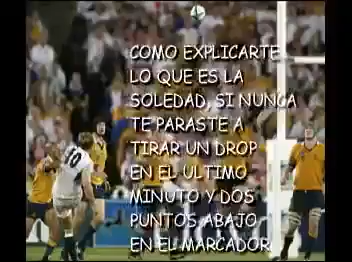 COMO EXPLICARTE
LO QUE ES LA
SOLEDAD, SI NUNCA
TE PARASTE A
TIRAR UN DROP
EN EL ULTIMO
MINUTO Y DOS
PUNTOS ABAJO
EN EL MARCADOR
10